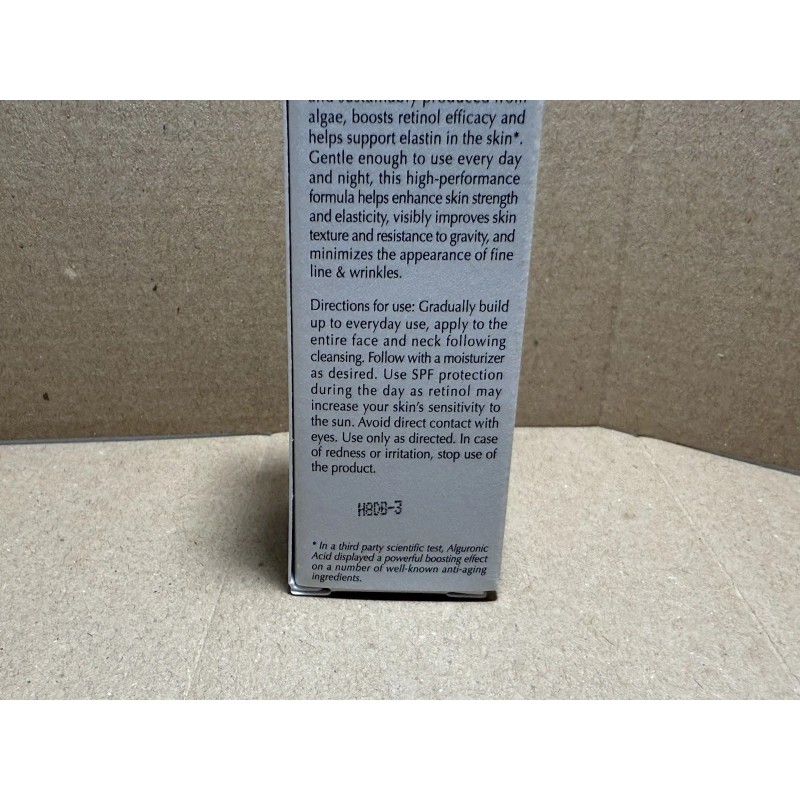 and sustainably produced from
algae, boosts retinol efficacy and
helps support elastin in the skin*.
Gentle enough to use every day
and night, this high-performance
formula helps enhance skin strength
and elasticity, visibly improves skin
texture and resistance to gravity, and
minimizes the appearance of fine
line & wrinkles.
Directions for use: Gradually build
up to everyday use, apply to the
entire face and neck following
cleansing. Follow with a moisturizer
as desired. Use SPF protection
during the day as retinol may
increase your skin's sensitivity to
the sun. Avoid direct contact with
eyes. Use only as directed. In case
of redness or irritation, stop use of
the product.
H80B-3
* In a third party scientific test, Alguronic
Acid displayed a powerful boosting effect
on a number of well-known anti-aging
ingredients.